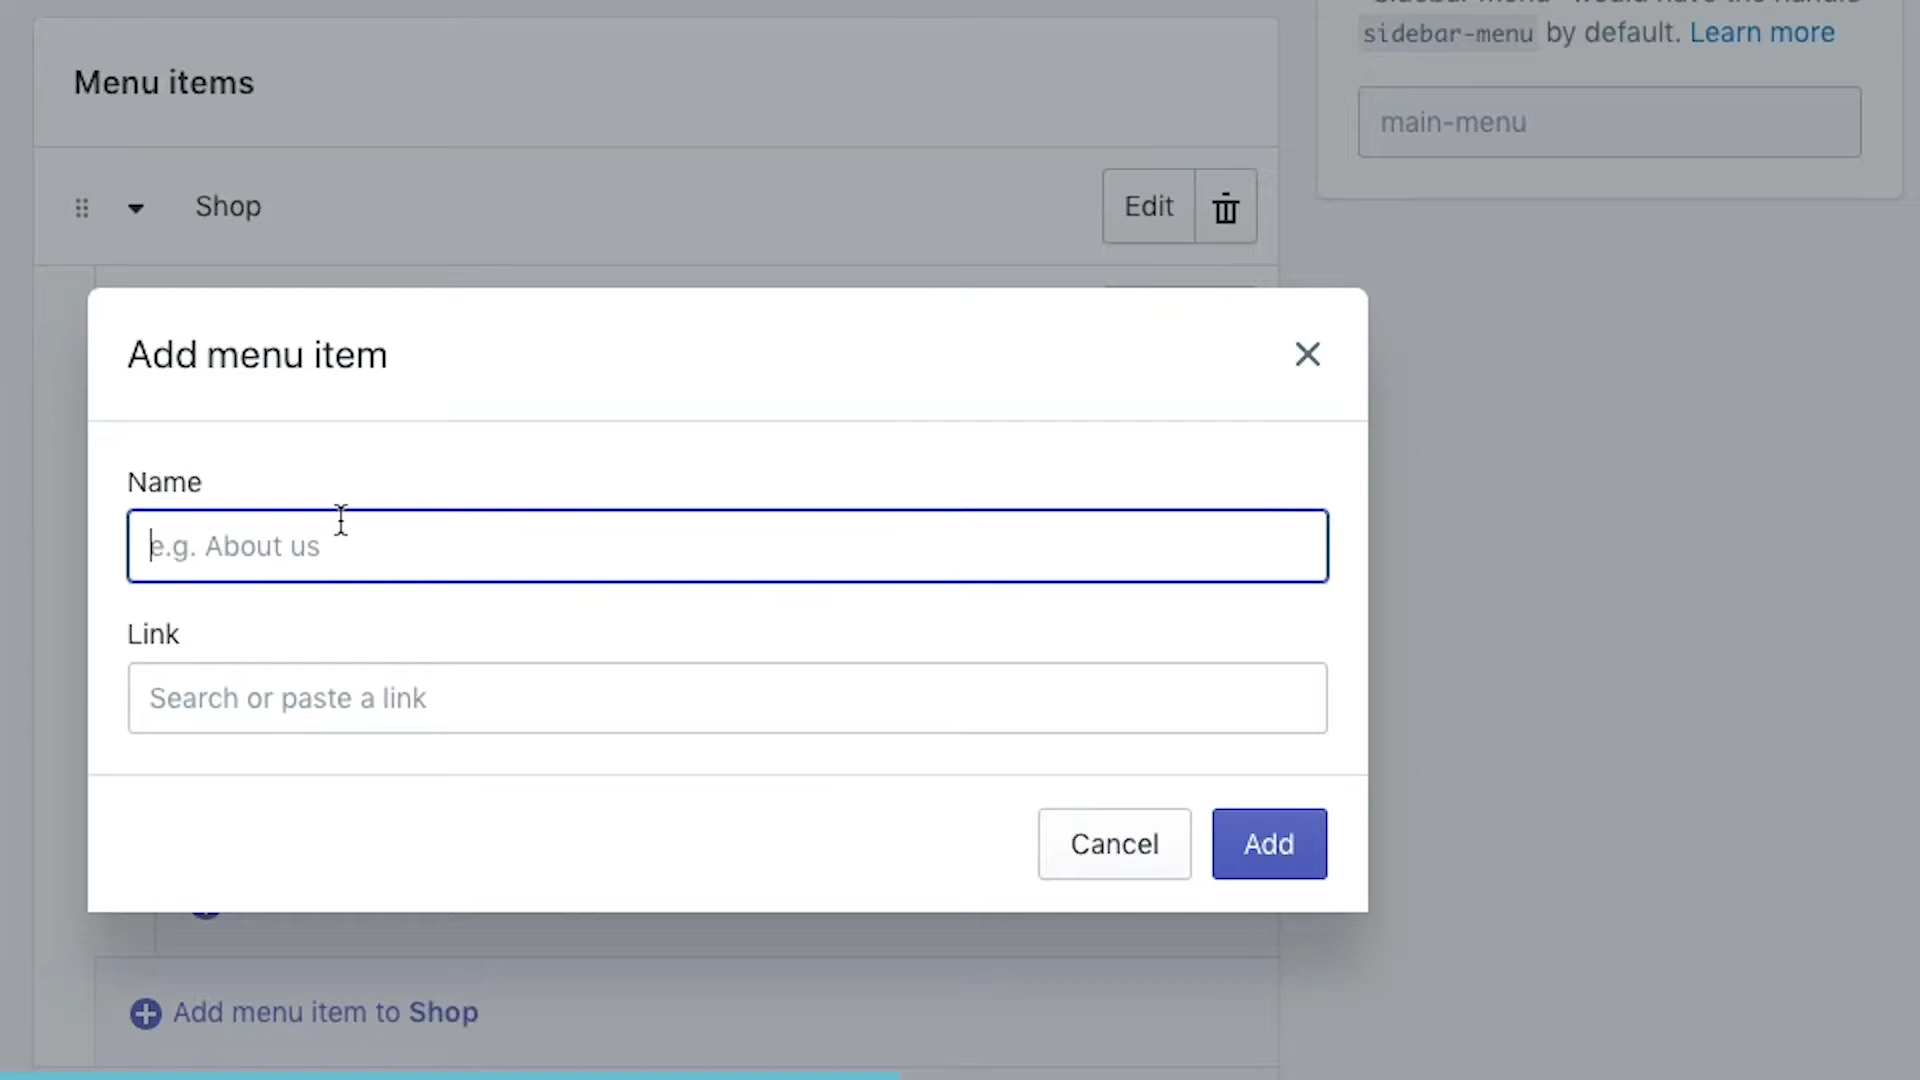 sidebar-menu by default. Learn more
Menu items
main-menu
Shop
Edit
Add menu item
Name
e.g. About us
Link
Search or paste a link
Cancel
Add
Add menu item to Shop